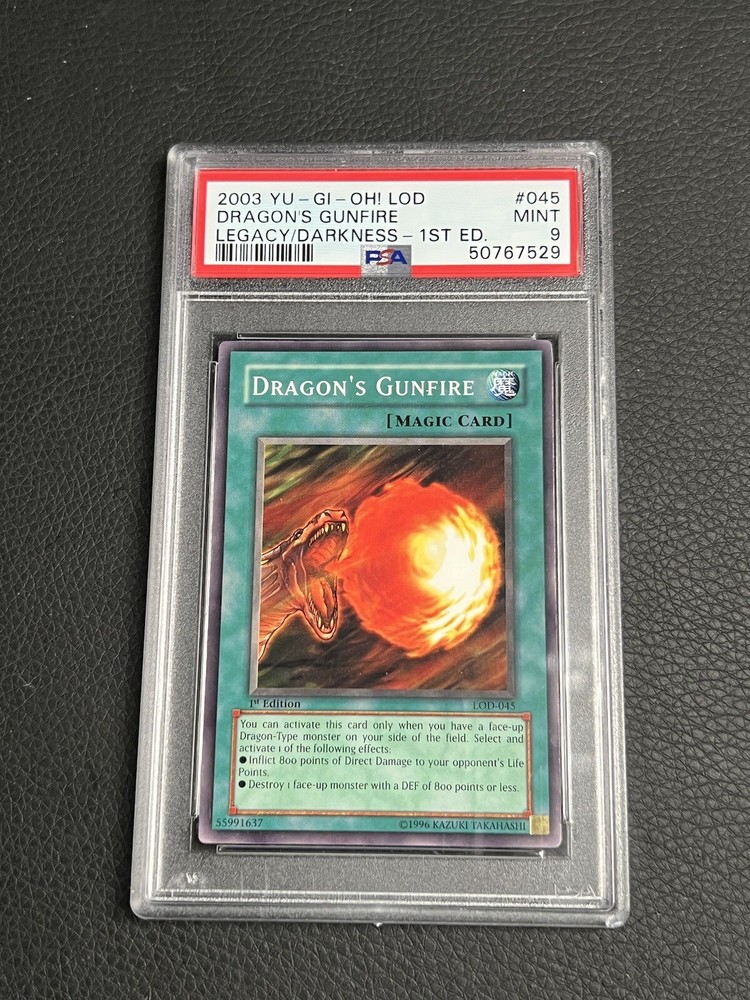 2003 YU-GI-OH! LOD #045
DRAGON'S GUNFIRE MINT
LEGACY/DARKNESS-1ST ED. 9
PSA 50767529
DRAGON'S GUNFIRE
MAGIC
魔
[MAGIC CARD]
1st Edition LOD-045
You can activate this card only when you have a face-up
Dragon-Type monster on your side of the field. Select and
activate 1 of the following effects:
●Inflict 800 points of Direct Damage to your opponent's Life
Points.
●Destroy 1 face-up monster with a DEF of 800 points or less.
55991637 ©1996 KAZUKI TAKAHASHI